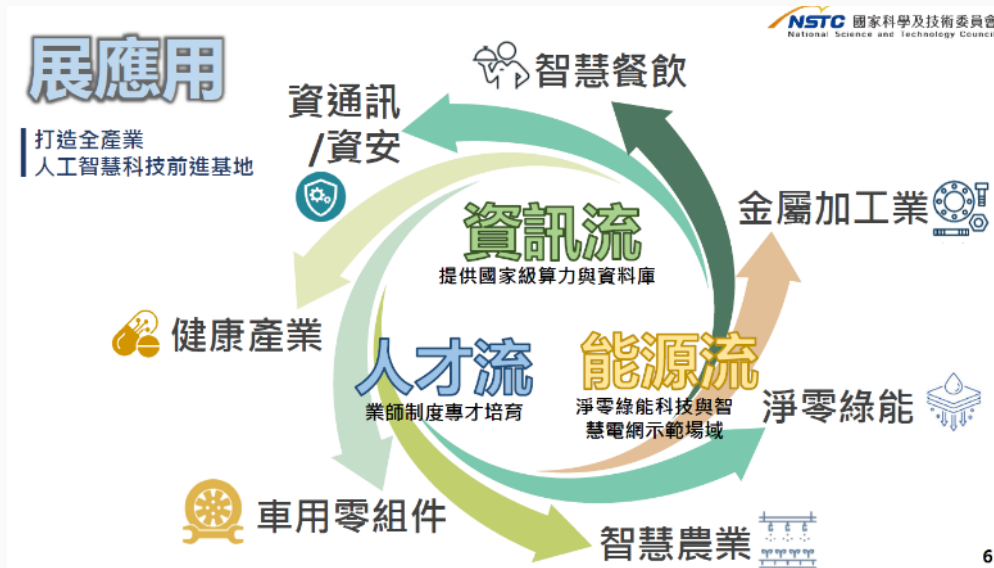 NSTC 國家科學及技術委員會
National Science and Technology Council
展應用
打造全產業
人工智慧科技前進基地
智慧餐飲
資通訊
/資安
金屬加工業
資訊流
提供國家級算力與資料庫
健康產業
人才流
業師制度專才培育
能源流
淨零綠能科技與智
慧電網示範場域
淨零綠能
車用零組件
智慧農業
6